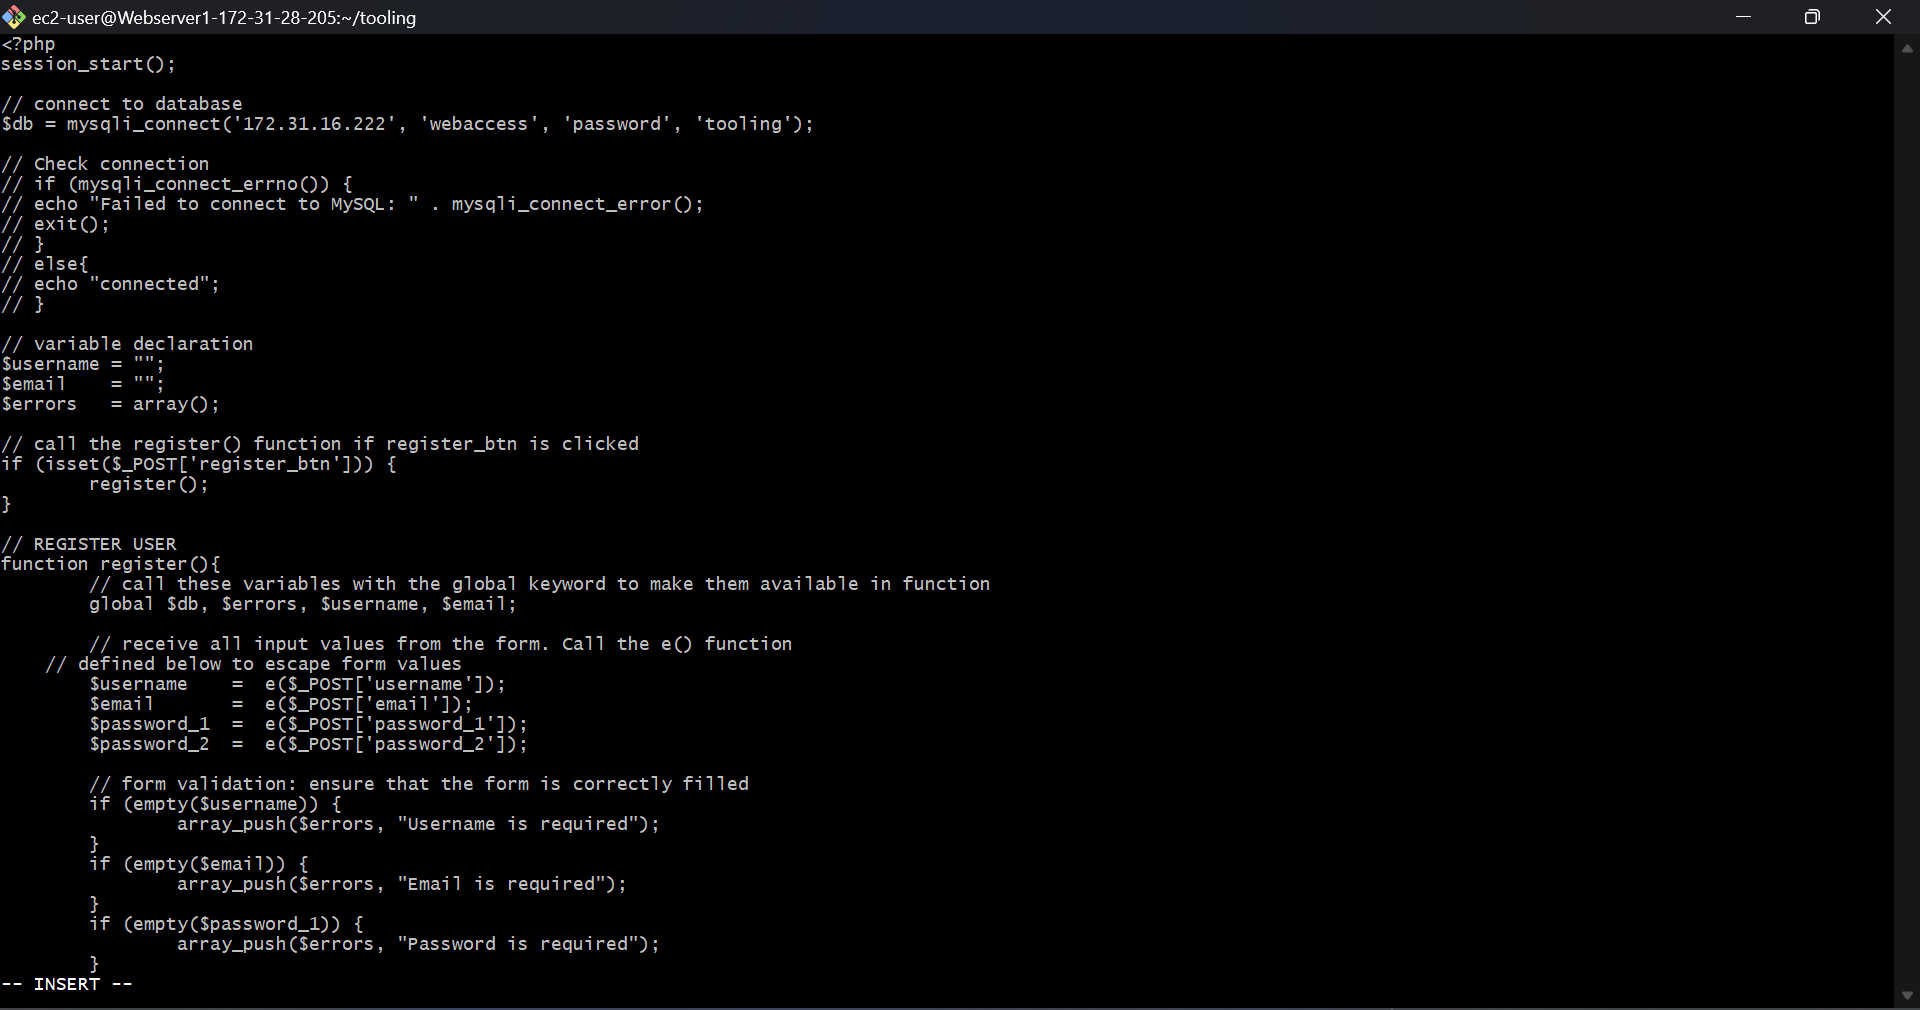 ec2-user@Webserver1-172-31-28-205:~/tooling
<?php
session_start();
// connect to database
$db = mysqli_connect('172.31.16.222', 'webaccess', 'password', 'tooling');
// Check connection
// if (mysqli_connect_errno()) {
// echo "Failed to connect to MySQL: " . mysqli_connect_error();
// exit();
// }
// else{
// echo "connected";
// }
// variable declaration
$username = "";
$email    = "";
$errors   = array();
// call the register() function if register_btn is clicked
if (isset($_POST['register_btn'])) {
        register();
}
// REGISTER USER
function register(){
        // call these variables with the global keyword to make them available in function
        global $db, $errors, $username, $email;
        // receive all input values from the form. Call the e() function
    // defined below to escape form values
        $username    =  e($_POST['username']);
        $email       =  e($_POST['email']);
        $password_1  =  e($_POST['password_1']);
        $password_2  =  e($_POST['password_2']);
        // form validation: ensure that the form is correctly filled
        if (empty($username)) {
                array_push($errors, "Username is required");
        }
        if (empty($email)) {
                array_push($errors, "Email is required");
        }
        if (empty($password_1)) {
                array_push($errors, "Password is required");
        }
-- INSERT --